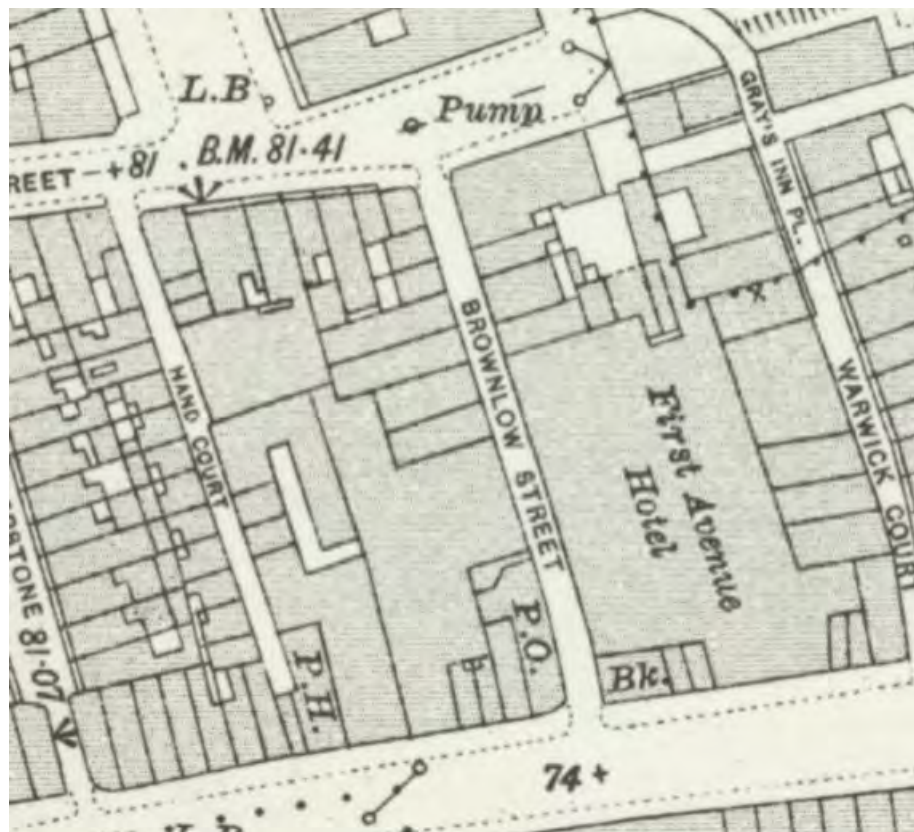 L.B
Pump
GRAY'S INN PL.
REET
+81
B.M. 81·41
BROWNLOW STREET
HAND COURT
WARWICK COURT
First Avenue
Hotel
TONE 81·07
P.H.
P.O.
Bk.
74+